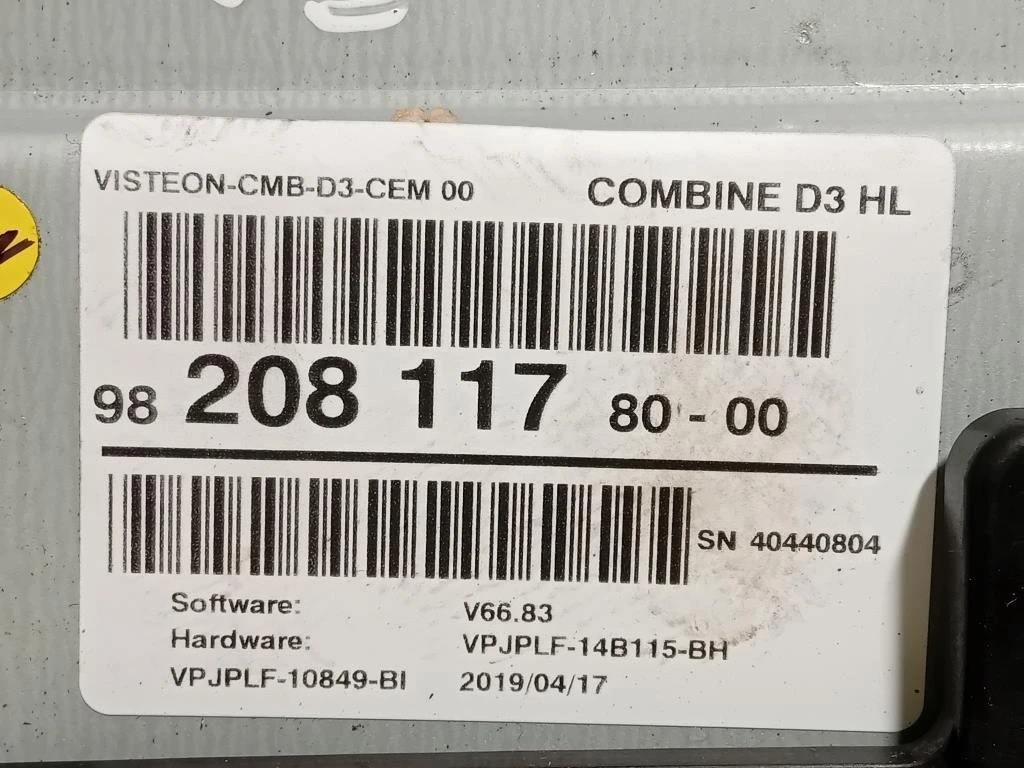 VISTEON-CMB-D3-CEM 00 COMBINE D3 HL
98 208 117 80 - 00
SN 40440804
Software: V66.83
Hardware: VPJPLF-14B115-BH
VPJPLF-10849-BI 2019/04/17